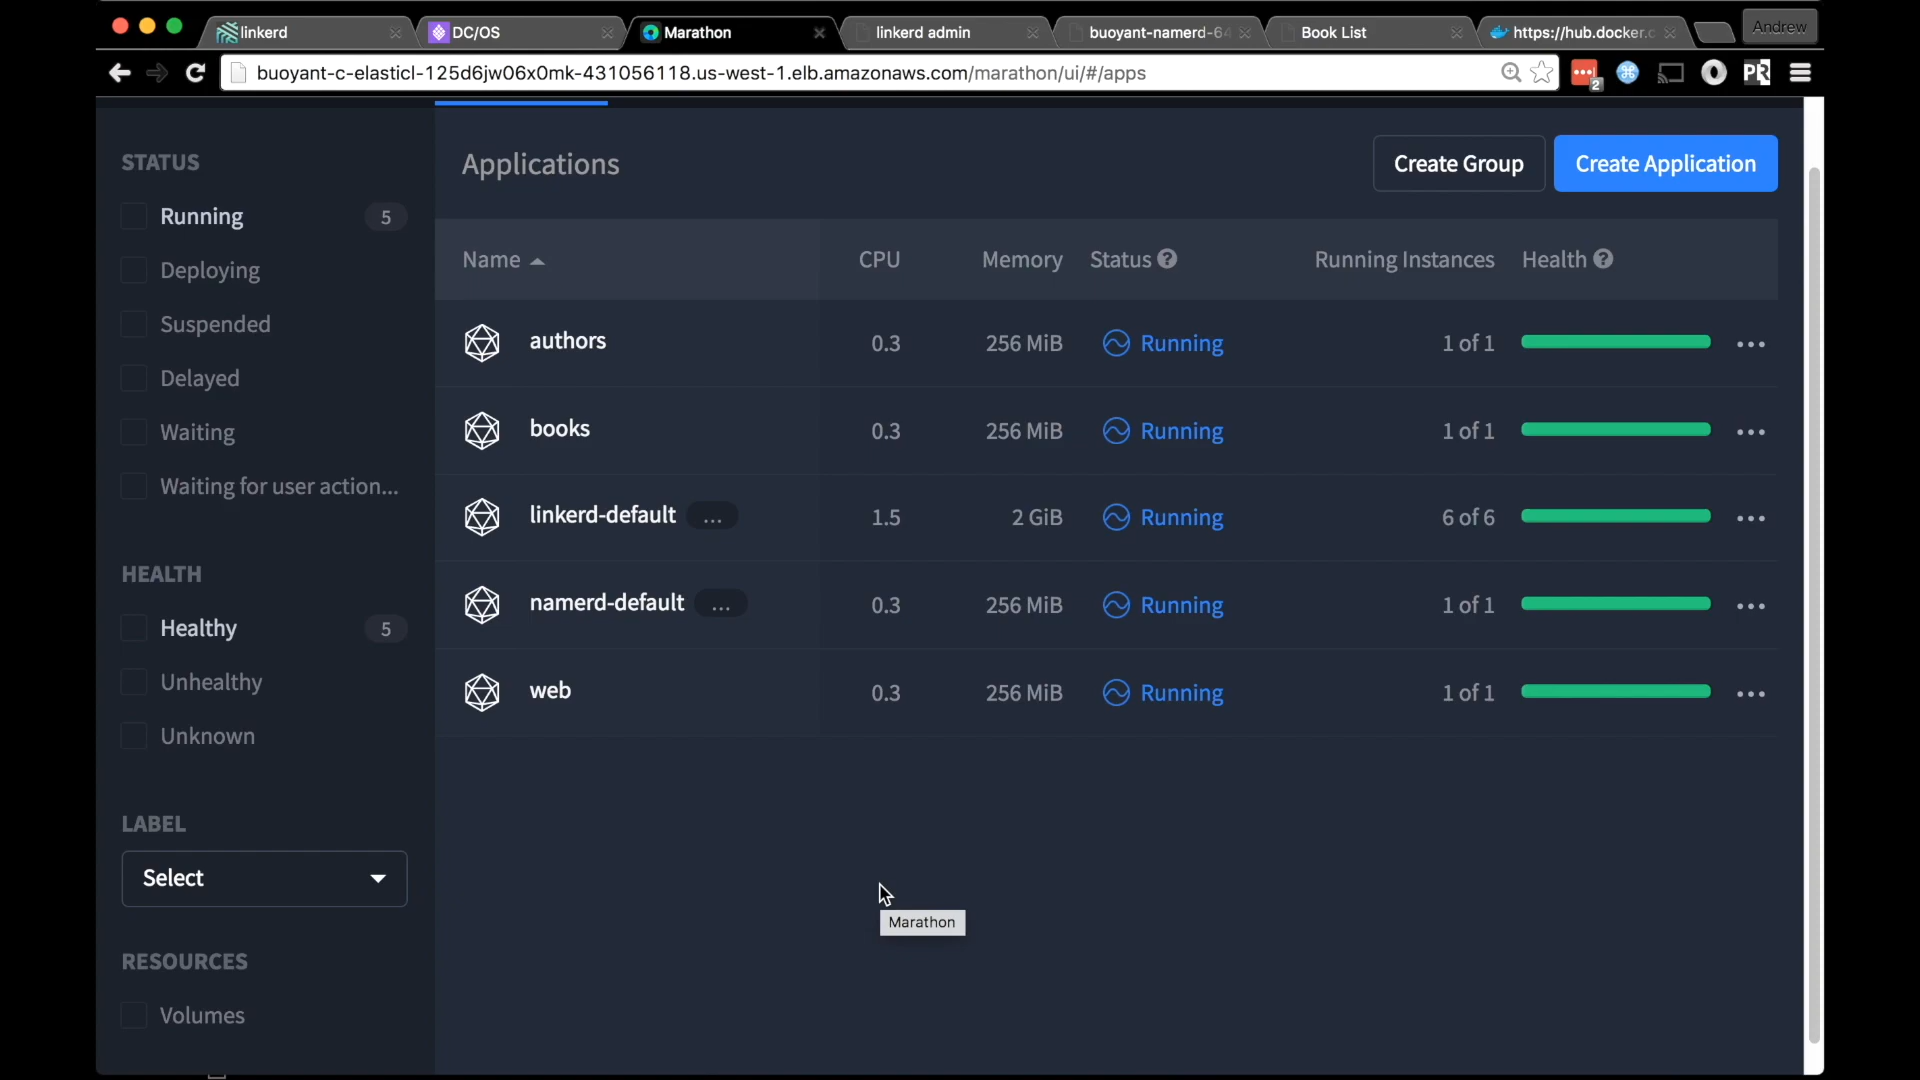 linkerd
DC/OS
Marathon
linkerd admin
buoyant-namerd-64
Book List
https://hub.docker.c
Andrew
buoyant-c-elasticl-125d6jw06x0mk-431056118.us-west-1.elb.amazonaws.com/marathon/ui/#/apps
2
PR
STATUS
Running 5
Deploying
Suspended
Delayed
Waiting
Waiting for user action...
HEALTH
Healthy 5
Unhealthy
Unknown
LABEL
Select
RESOURCES
Volumes
Applications
Create Group
Create Application
Name CPU Memory Status ? Running Instances Health ?
authors 0.3 256 MiB Running 1 of 1 ...
books 0.3 256 MiB Running 1 of 1 ...
linkerd-default ... 1.5 2 GiB Running 6 of 6 ...
namerd-default ... 0.3 256 MiB Running 1 of 1 ...
web 0.3 256 MiB Running 1 of 1 ...
Marathon